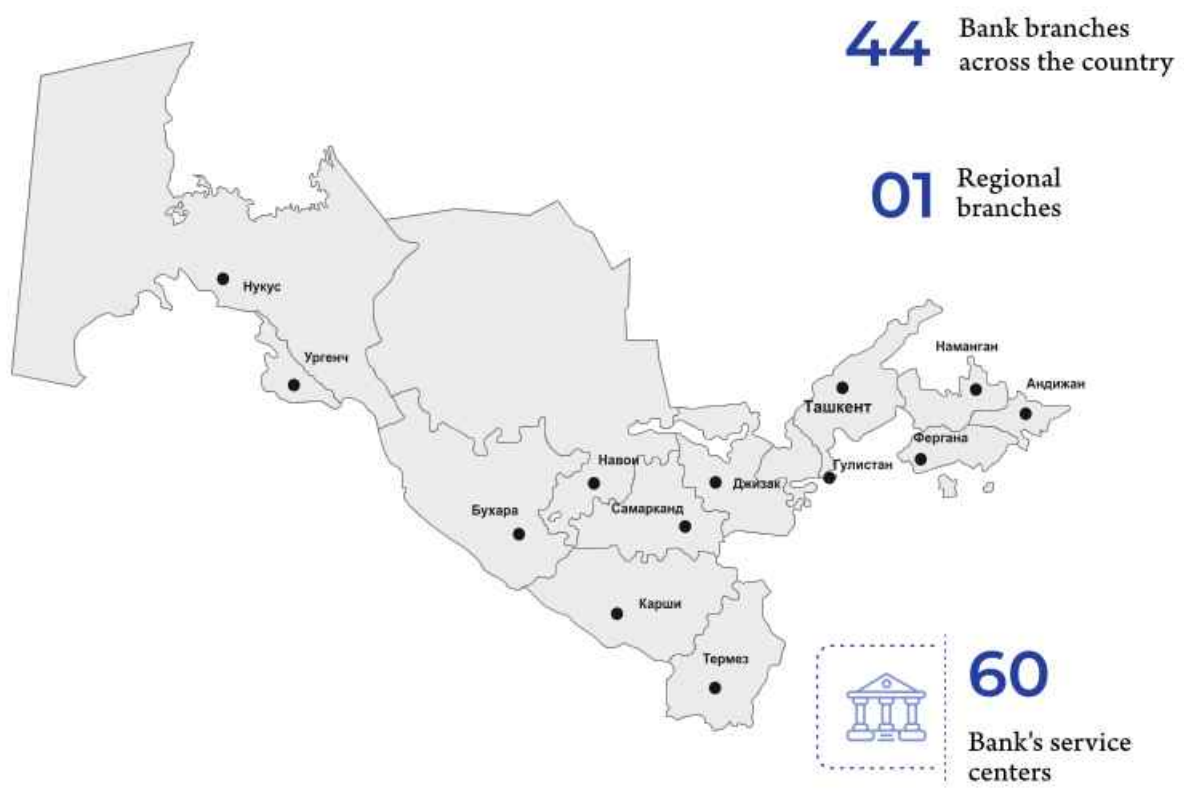 44
Bank branches
across the country
01
Regional
branches
Нукус
Ургенч
Наманган
Андижан
Ташкент
Фергана
Гулистан
Навои
Джизак
Бухара
Самарканд
Карши
Термез
60
Bank's service
centers